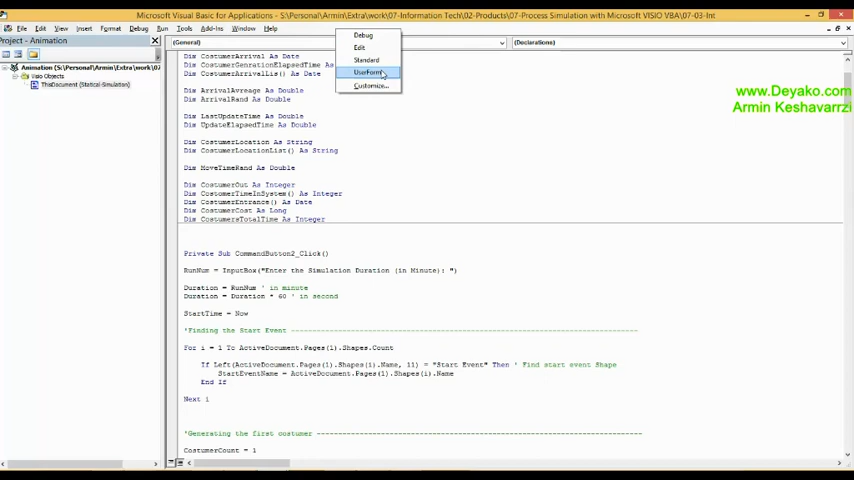 Microsoft Visual Basic for Applications - S:\Personal\Armin\Extra\work\07-Information Tech\02-Products\07-Process Simulation with Microsoft VISIO VBA\07-03-Int
File Edit View Insert Format Debug Run Tools Add-Ins Window Help
Project - Animation
Animation (S:\Personal\Armin\Extra\wo
Visio Objects
ThisDocument (Statical-Simulation)
(General)
(Declarations)
Debug
Edit
Standard
UserForm
Customize...
www.Deyako.com
Armin Keshavarrzi
Dim CostumerArrival As Date
Dim CostumerGenrationElapsedTime As
Dim CostumerArrivalLis() As Date
Dim ArrivalAvreage As Double
Dim ArrivalRand As Double
Dim LastUpdateTime As Double
Dim UpdateElapsedTime As Double
Dim CostumerLocation As String
Dim CostumerLocationList() As String
Dim MoveTimeRand As Double
Dim CostumerOut As Integer
Dim CostumerTimeInSystem() As Integer
Dim CostumerEntrance() As Date
Dim CostumerCost As Long
Dim CostumersTotalTime As Integer
Private Sub CommandButton2_Click()
RunNum = InputBox("Enter the Simulation Duration (in Minute): ")
Duration = RunNum ' in minute
Duration = Duration * 60 ' in second
StartTime = Now
'Finding the Start Event --------------------------------------------------------------------------------
For i = 1 To ActiveDocument.Pages(1).Shapes.Count
If Left(ActiveDocument.Pages(1).Shapes(i).Name, 11) = "Start Event" Then ' Find start event Shape
StartEventName = ActiveDocument.Pages(1).Shapes(i).Name
End If
Next i
'Generating the first costumer --------------------------------------------------------------------------
CostumerCount = 1